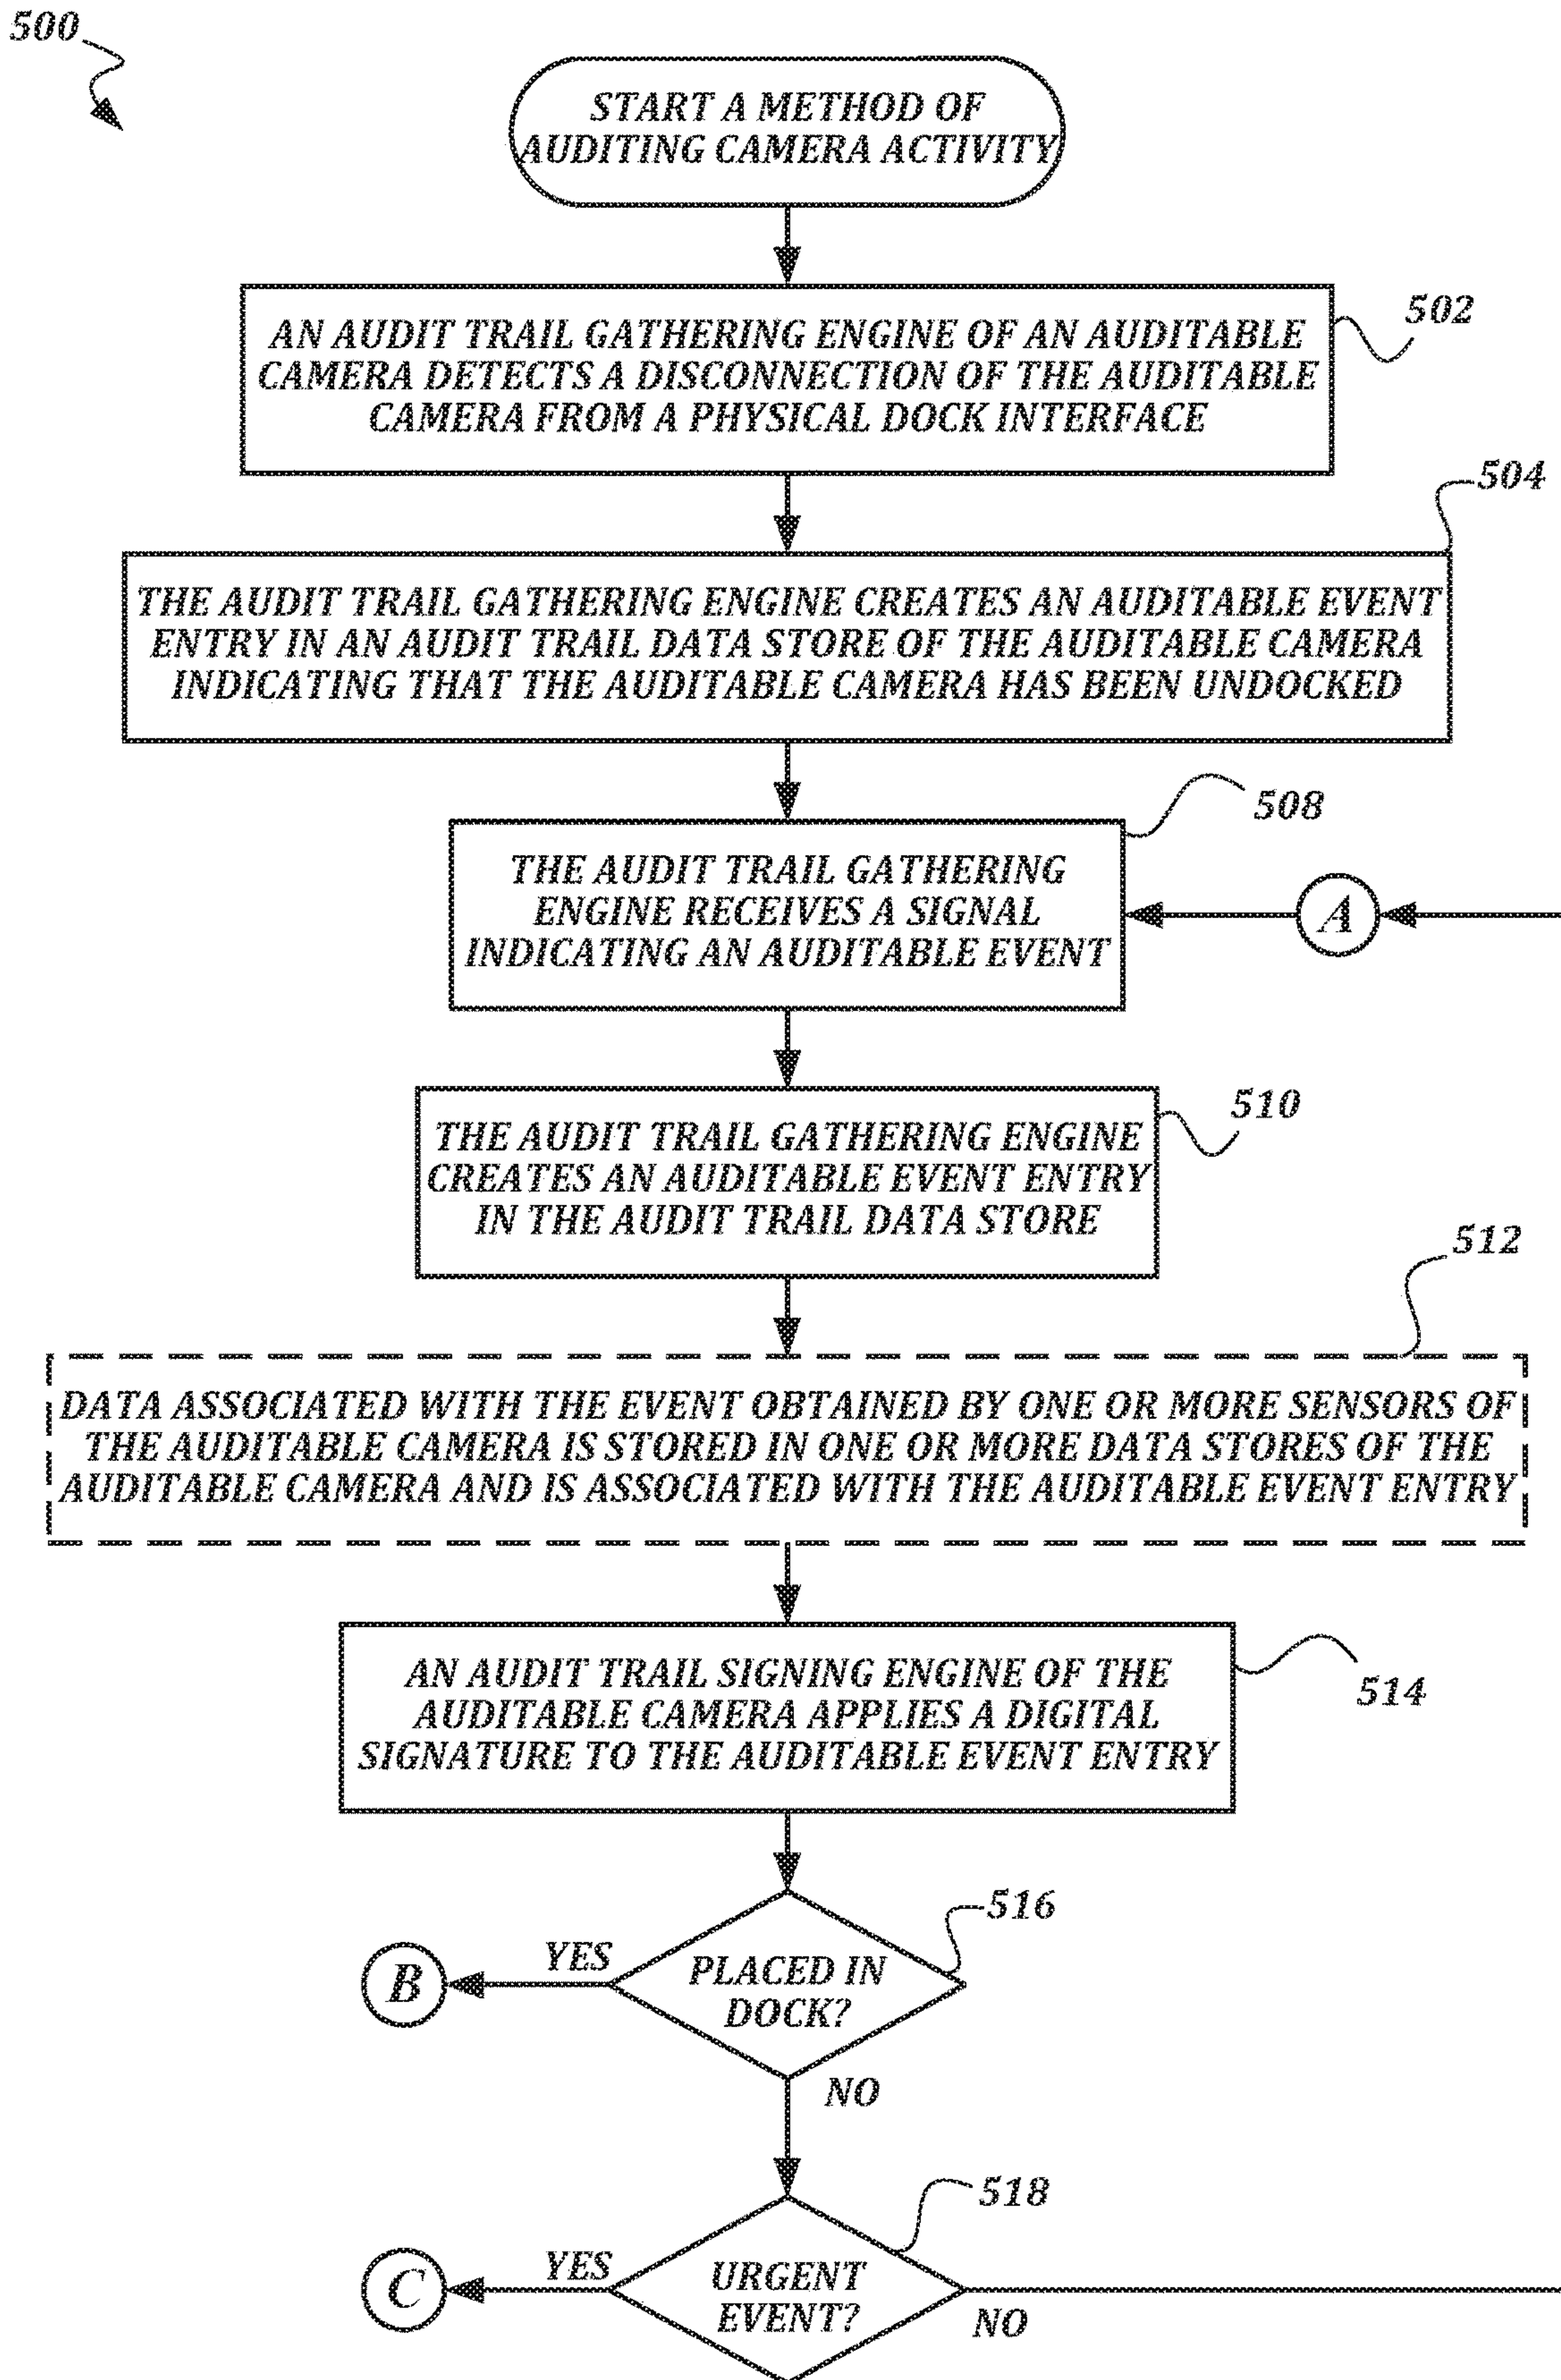 500
START A METHOD OF
AUDITING CAMERA ACTIVITY
502
AN AUDIT TRAIL GATHERING ENGINE OF AN AUDITABLE
CAMERA DETECTS A DISCONNECTION OF THE AUDITABLE
CAMERA FROM A PHYSICAL DOCK INTERFACE
504
THE AUDIT TRAIL GATHERING ENGINE CREATES AN AUDITABLE EVENT
ENTRY IN AN AUDIT TRAIL DATA STORE OF THE AUDITABLE CAMERA
INDICATING THAT THE AUDITABLE CAMERA HAS BEEN UNDOCKED
508
THE AUDIT TRAIL GATHERING
ENGINE RECEIVES A SIGNAL
INDICATING AN AUDITABLE EVENT
A
510
THE AUDIT TRAIL GATHERING ENGINE
CREATES AN AUDITABLE EVENT ENTRY
IN THE AUDIT TRAIL DATA STORE
512
DATA ASSOCIATED WITH THE EVENT OBTAINED BY ONE OR MORE SENSORS OF
THE AUDITABLE CAMERA IS STORED IN ONE OR MORE DATA STORES OF THE
AUDITABLE CAMERA AND IS ASSOCIATED WITH THE AUDITABLE EVENT ENTRY
514
AN AUDIT TRAIL SIGNING ENGINE OF THE
AUDITABLE CAMERA APPLIES A DIGITAL
SIGNATURE TO THE AUDITABLE EVENT ENTRY
516
B
YES
PLACED IN
DOCK?
NO
518
C
YES
URGENT
EVENT?
NO